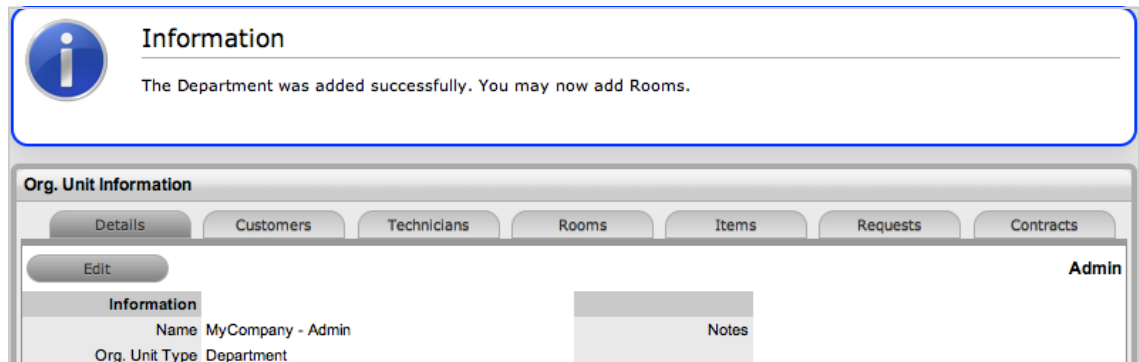 Information
The Department was added successfully. You may now add Rooms.
Org. Unit Information
Details Customers Technicians Rooms Items Requests Contracts
Edit Admin
Information
Name MyCompany - Admin Notes
Org. Unit Type Department